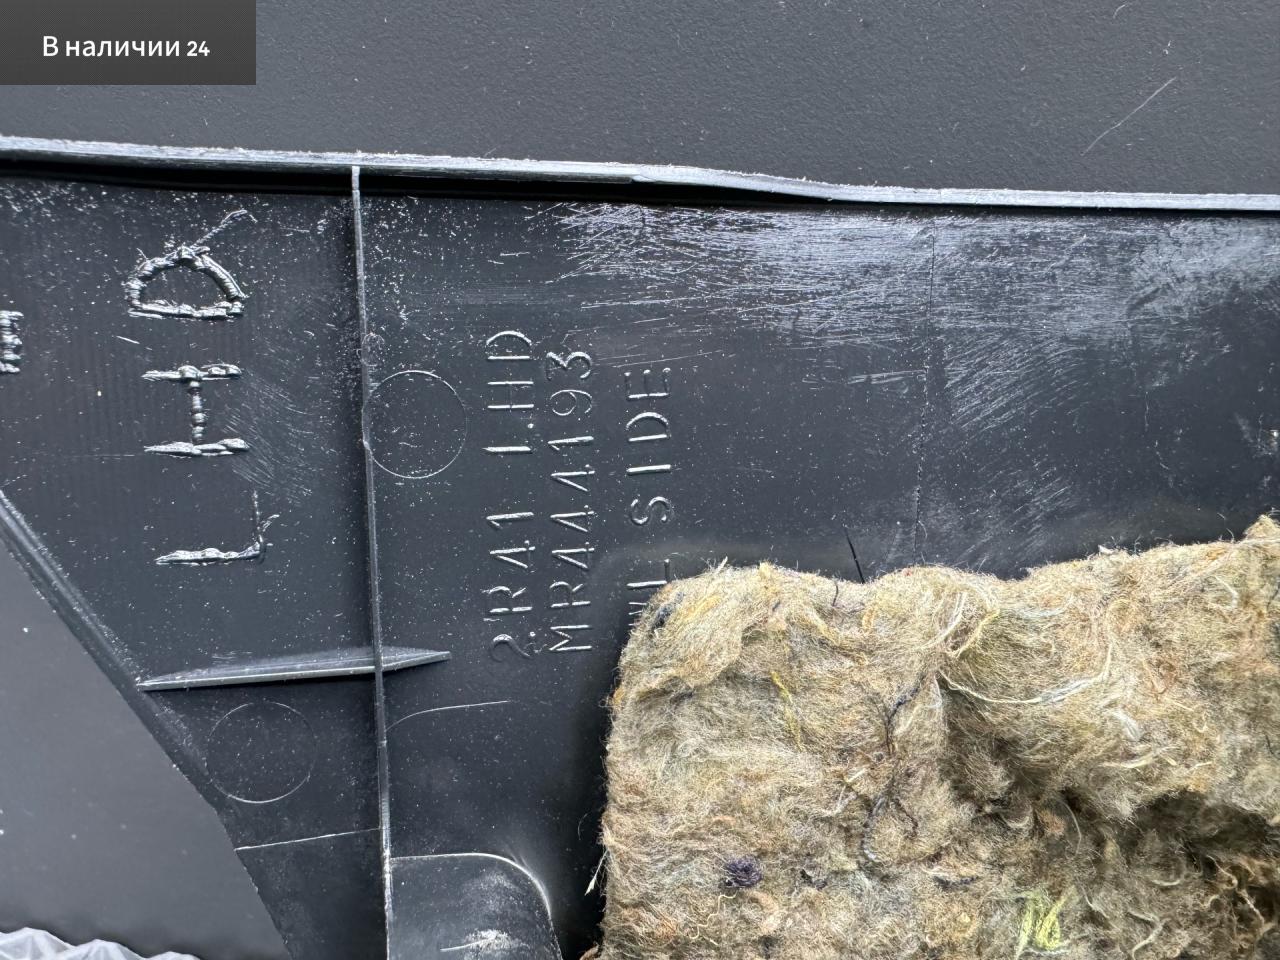 В наличии 24
LHD
2RA1 LHD
MR444193
SIDE